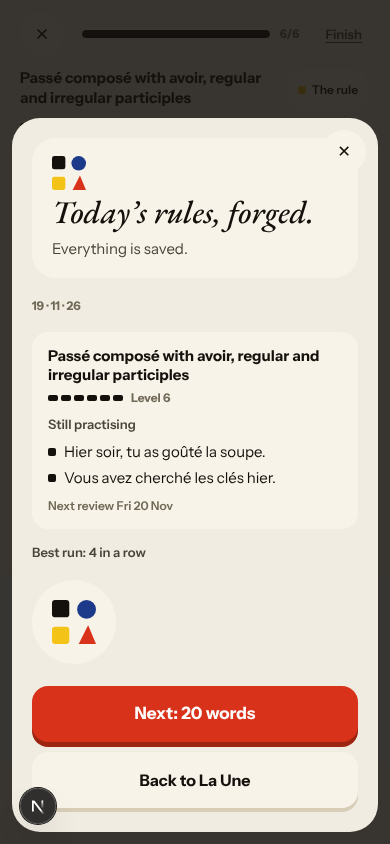 6/6
Finish
Passé composé with avoir, regular
and irregular participles
The rule
Today’s rules, forged.
Everything is saved.
19·11·26
Passé composé with avoir, regular and
irregular participles
Level 6
Still practising
Hier soir, tu as goûté la soupe.
Vous avez cherché les clés hier.
Next review Fri 20 Nov
Best run: 4 in a row
Next: 20 words
Back to La Une
N